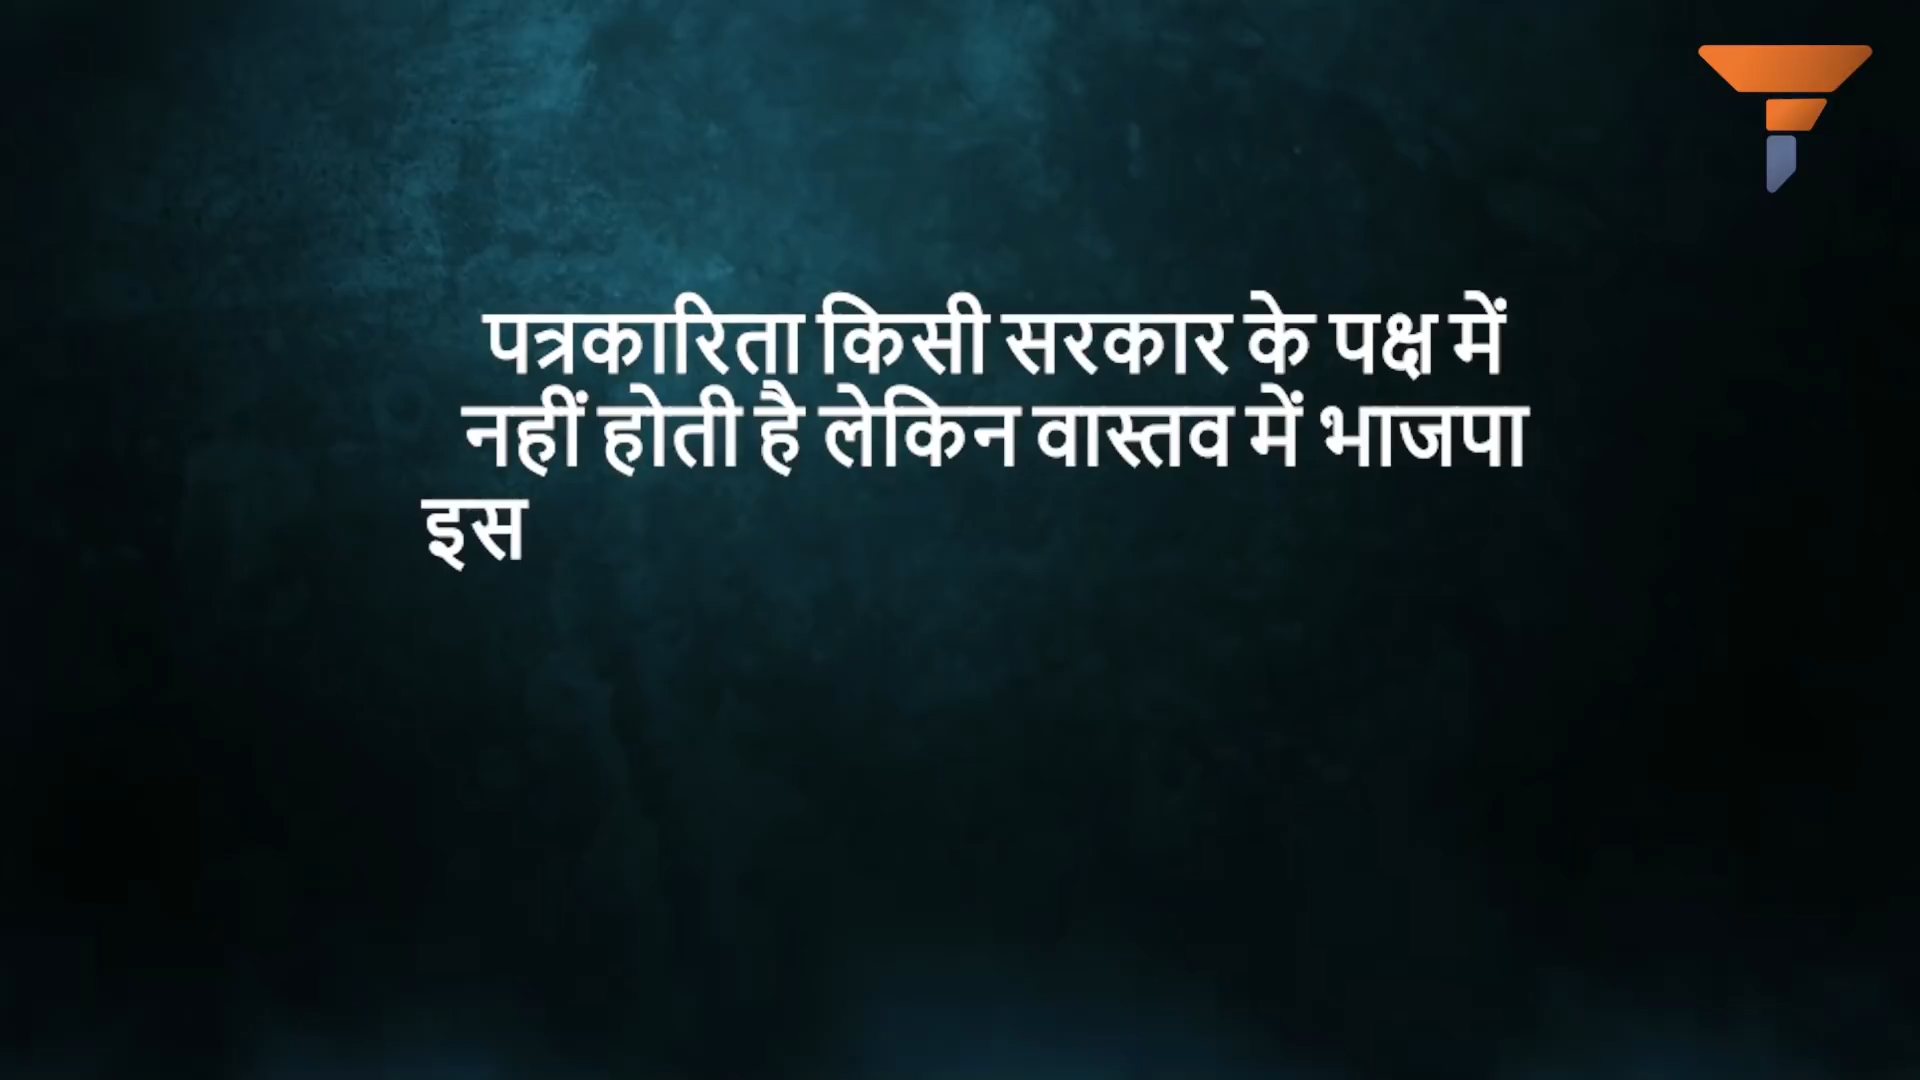 पत्रकारिता किसी सरकार के पक्ष में
नहीं होती है लेकिन वास्तव में भाजपा
इस